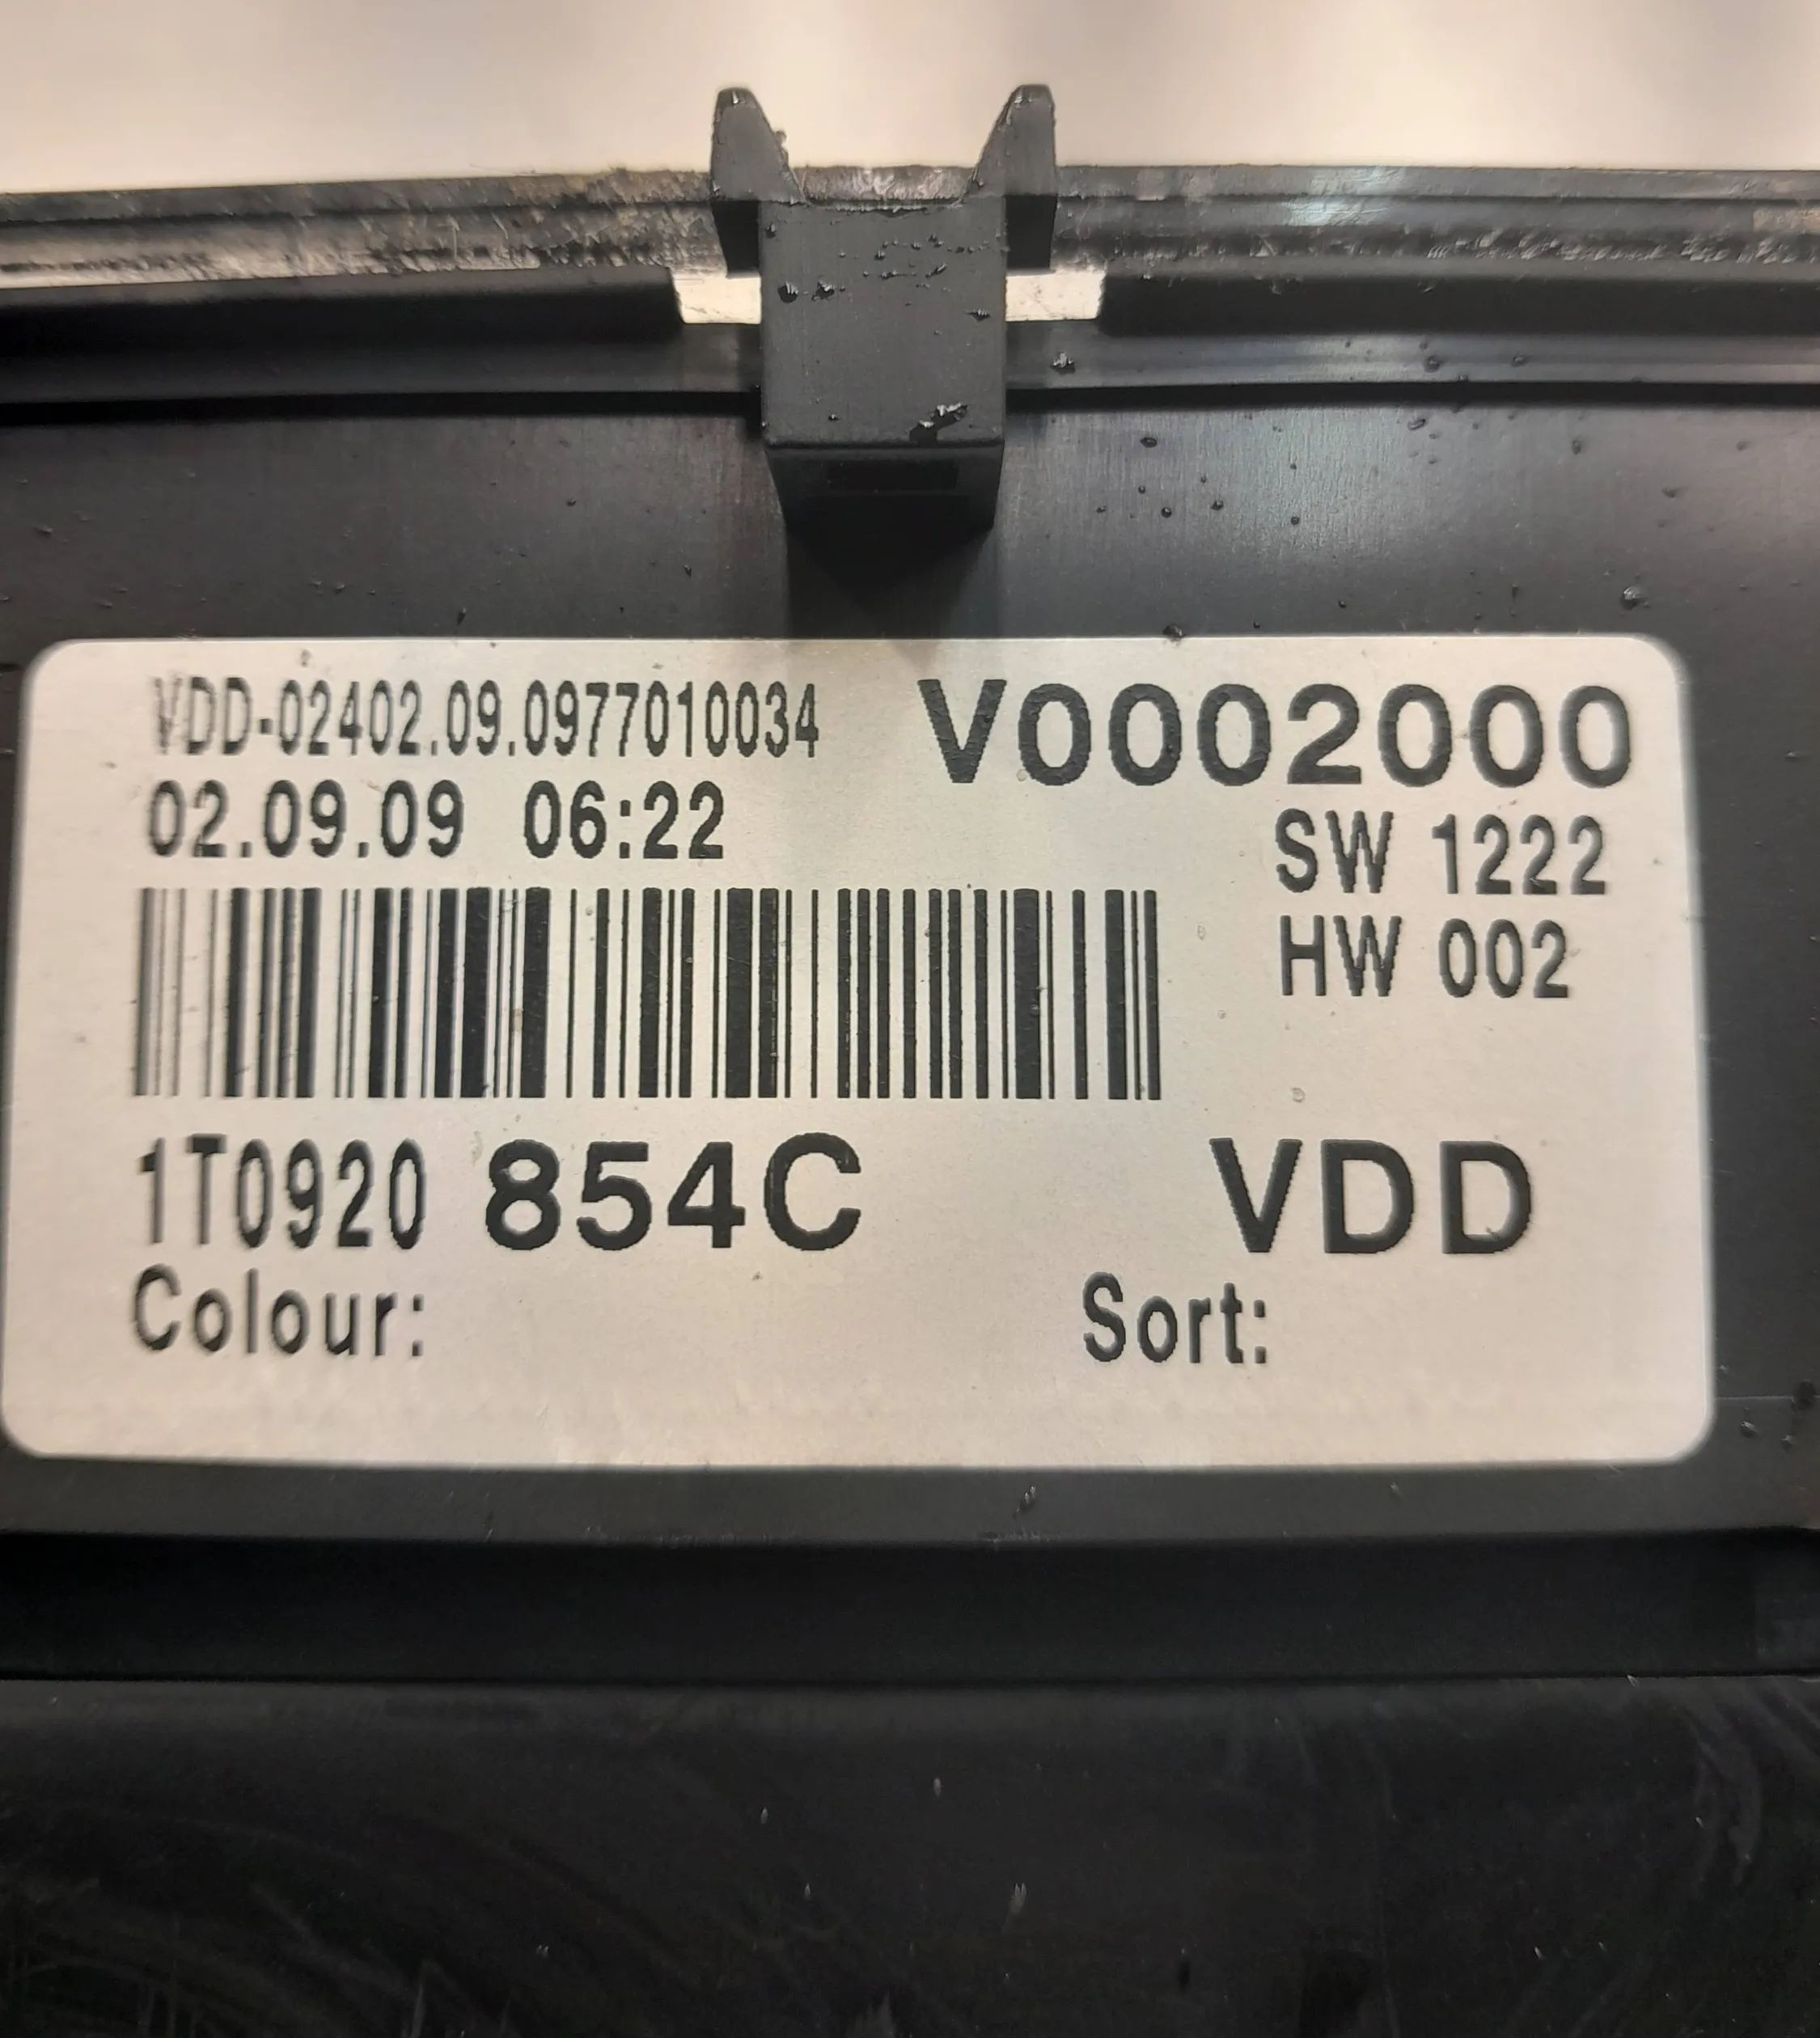 VDD-02402.09.0977010034 V0002000
02.09.09 06:22
SW 1222
HW 002
1T0920 854C VDD
Colour: Sort: